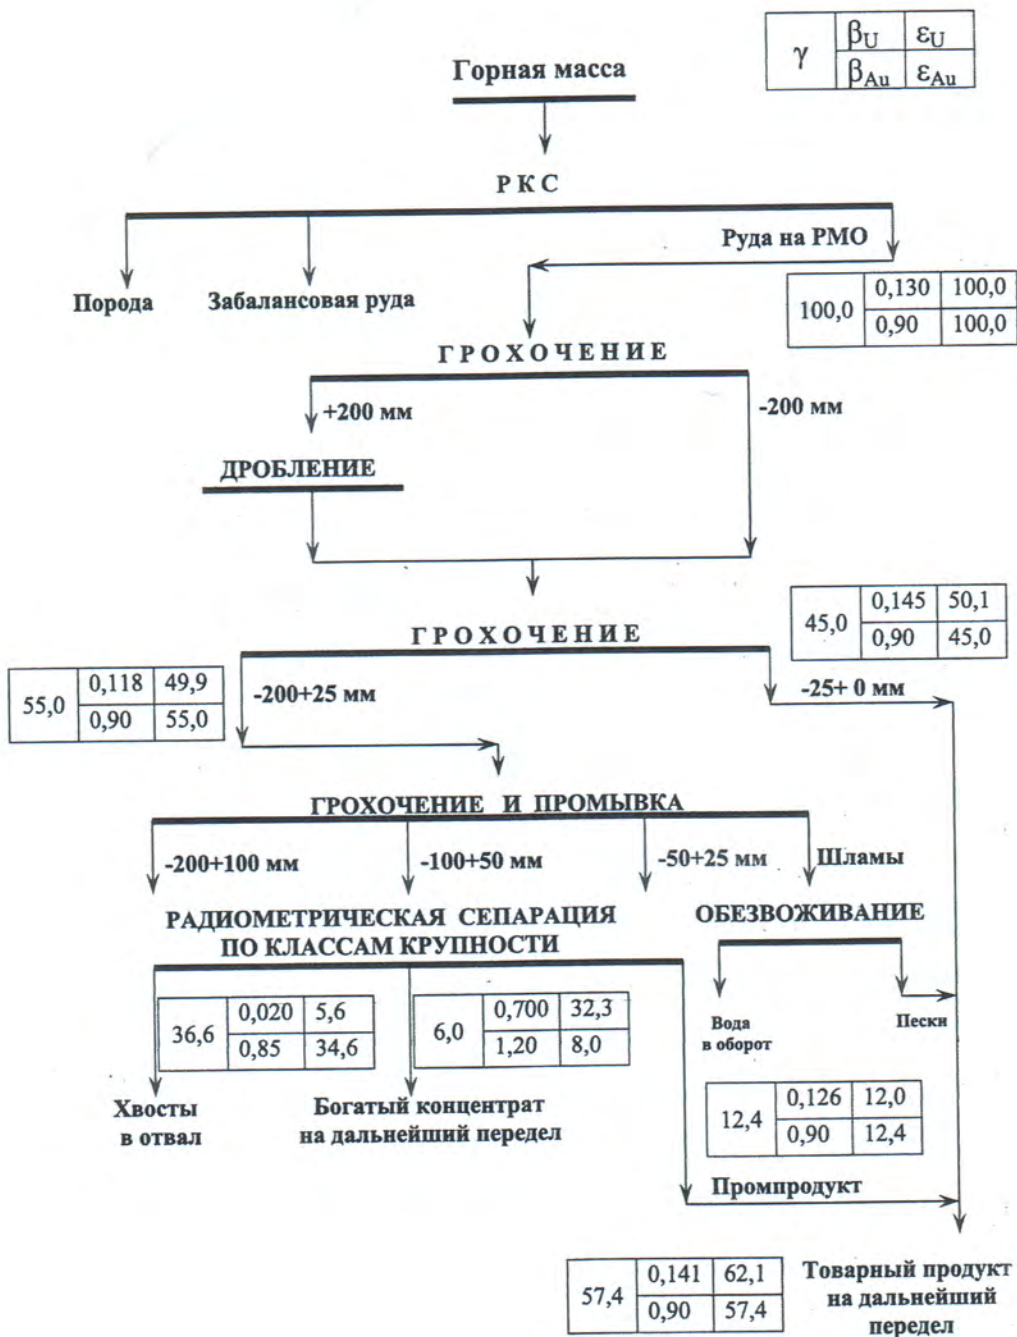 γ
βU εU
βAu εAu
Горная масса
РКС
Руда на РМО
Порода
Забалансовая руда
100,0
0,130 100,0
0,90 100,0
ГРОХОЧЕНИЕ
+200 мм
-200 мм
ДРОБЛЕНИЕ
45,0
0,145 50,1
0,90 45,0
ГРОХОЧЕНИЕ
55,0
0,118 49,9
0,90 55,0
-200+25 мм
-25+ 0 мм
ГРОХОЧЕНИЕ И ПРОМЫВКА
-200+100 мм
-100+50 мм
-50+25 мм
Шламы
РАДИОМЕТРИЧЕСКАЯ СЕПАРАЦИЯ
ПО КЛАССАМ КРУПНОСТИ
ОБЕЗВОЖИВАНИЕ
36,6
0,020 5,6
0,85 34,6
6,0
0,700 32,3
1,20 8,0
Вода
в оборот
Пески
Хвосты
в отвал
Богатый концентрат
на дальнейший передел
12,4
0,126 12,0
0,90 12,4
Промпродукт
57,4
0,141 62,1
0,90 57,4
Товарный продукт
на дальнейший
передел